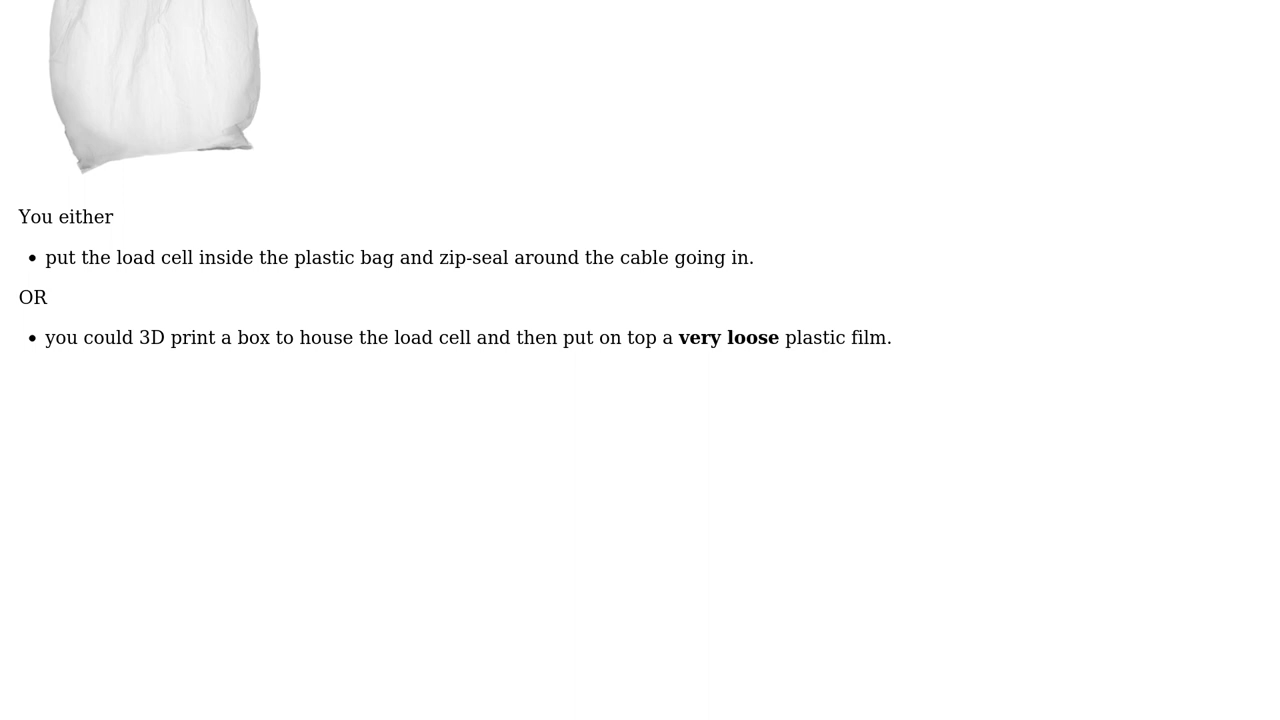 You either
• put the load cell inside the plastic bag and zip-seal around the cable going in.
OR
• you could 3D print a box to house the load cell and then put on top a very loose plastic film.